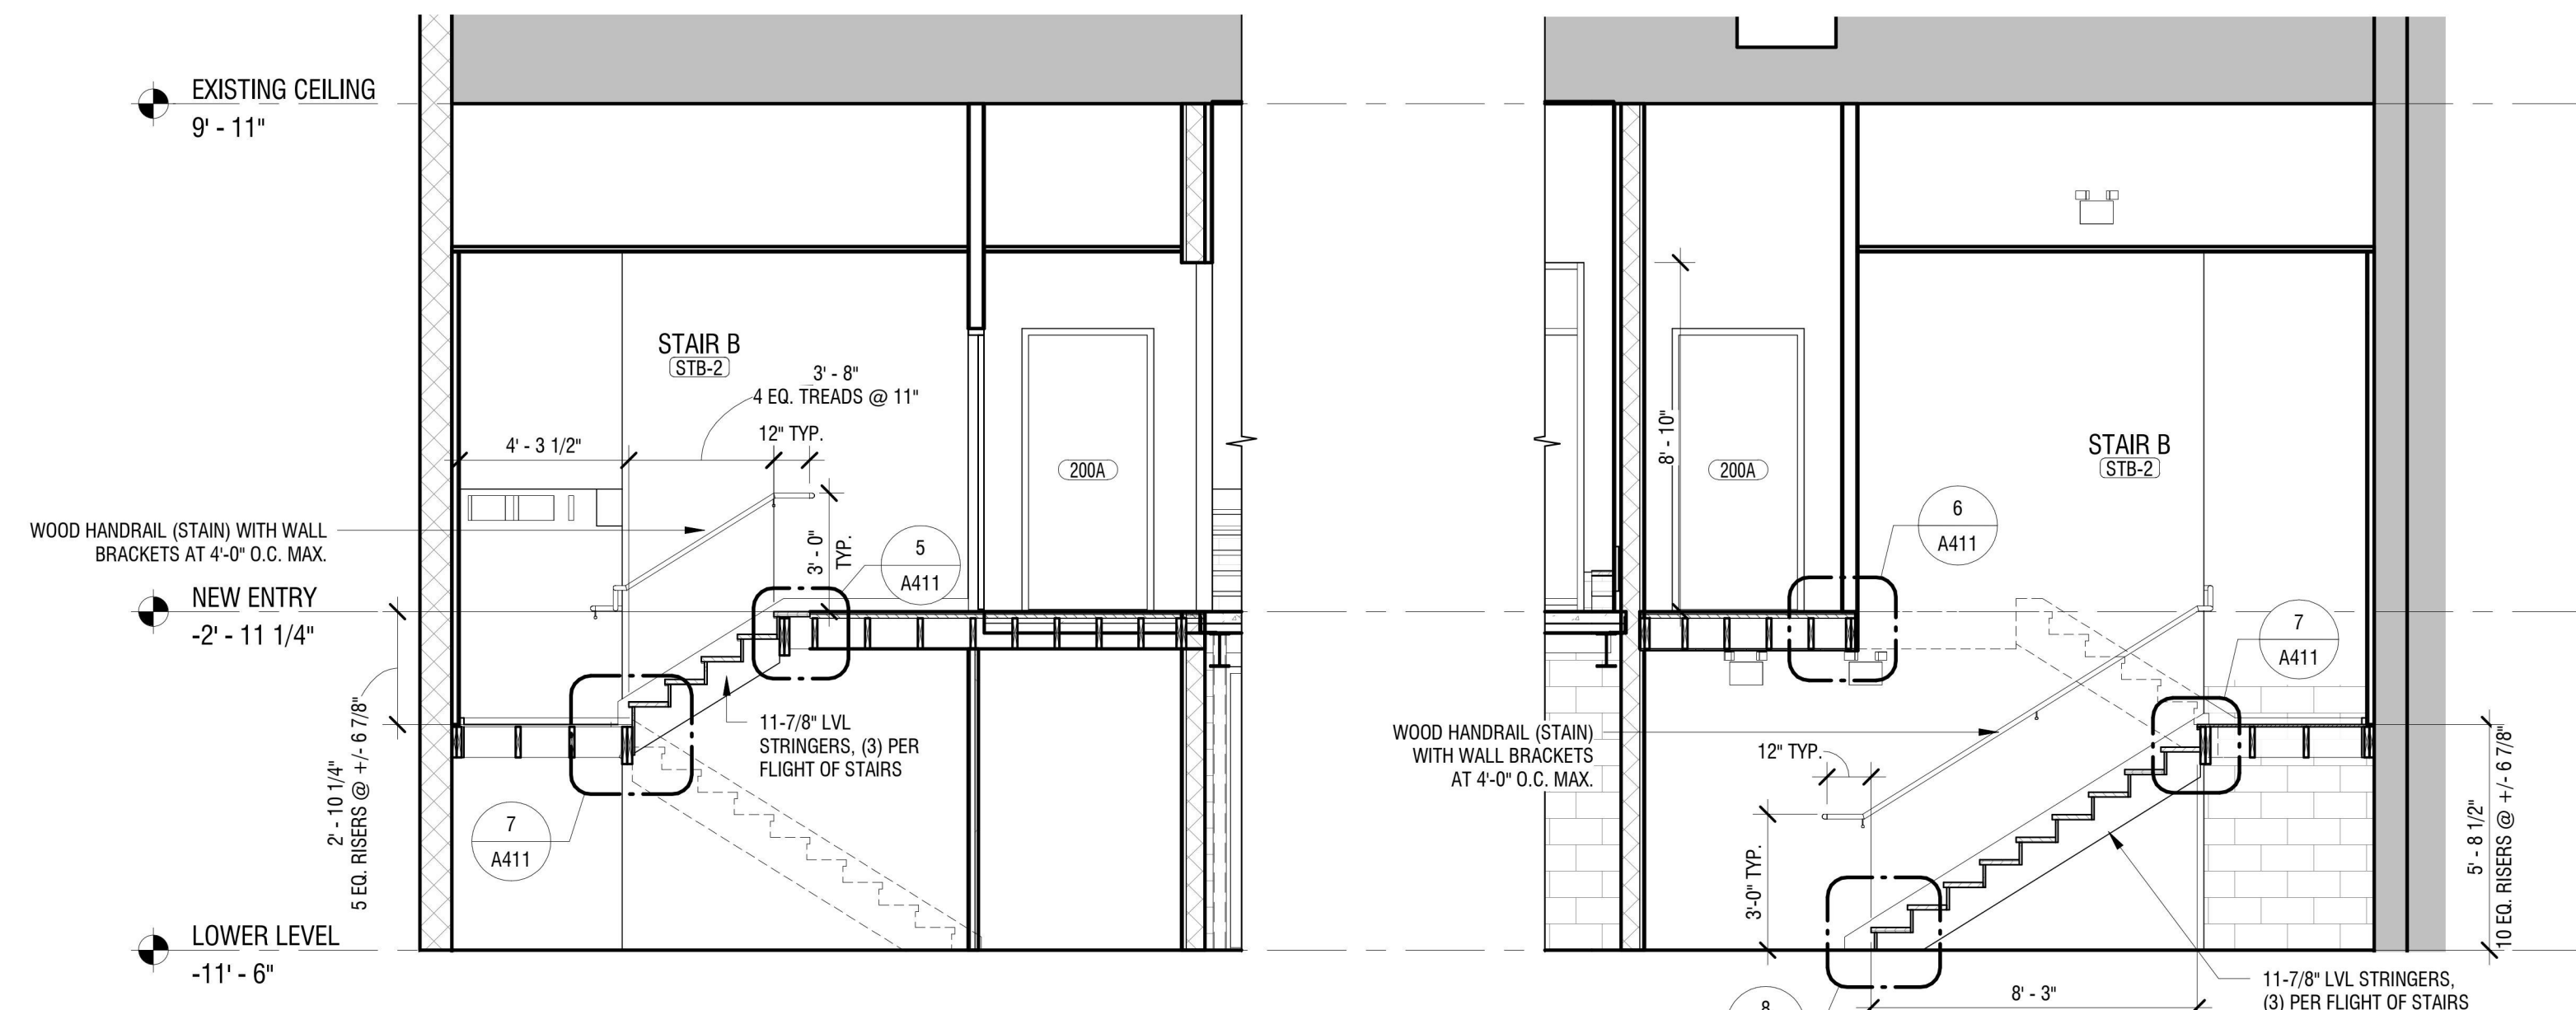 EXISTING CEILING
9' - 11"
STAIR B
STB-2
3' - 8"
4 EQ. TREADS @ 11"
4' - 3 1/2"
12" TYP.
200A
WOOD HANDRAIL (STAIN) WITH WALL
BRACKETS AT 4'-0" O.C. MAX.
3' - 0"
TYP.
5
A411
NEW ENTRY
-2' - 11 1/4"
2' - 10 1/4"
5 EQ. RISERS @ +/- 6 7/8"
11-7/8" LVL
STRINGERS, (3) PER
FLIGHT OF STAIRS
7
A411
LOWER LEVEL
-11' - 6"
8' - 10"
200A
STAIR B
STB-2
6
A411
7
A411
WOOD HANDRAIL (STAIN)
WITH WALL BRACKETS
AT 4'-0" O.C. MAX.
12" TYP.
3'-0" TYP.
5' - 8 1/2"
10 EQ. RISERS @ +/- 6 7/8"
8' - 3"
11-7/8" LVL STRINGERS,
(3) PER FLIGHT OF STAIRS
8